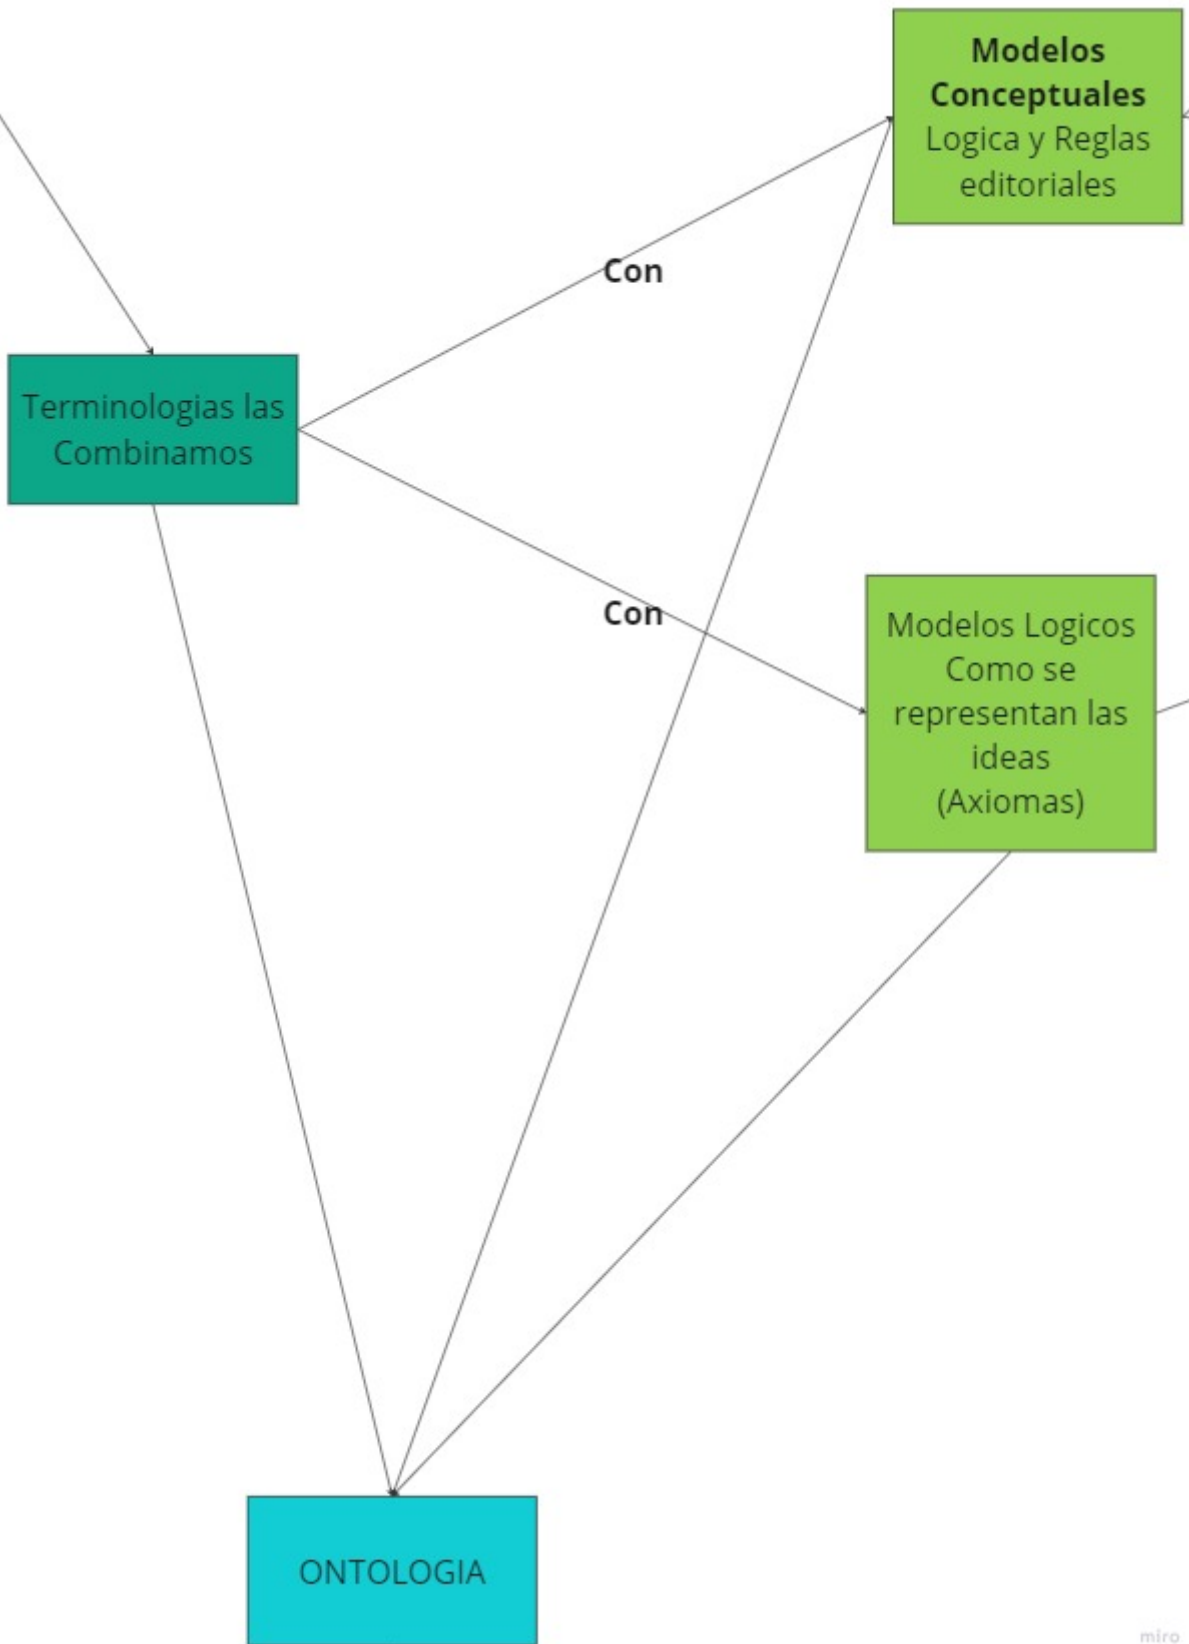 Modelos
Conceptuales
Logica y Reglas
editoriales
Con
Terminologias las
Combinamos
Con
Modelos Logicos
Como se
representan las
ideas
(Axiomas)
ONTOLOGIA
miro